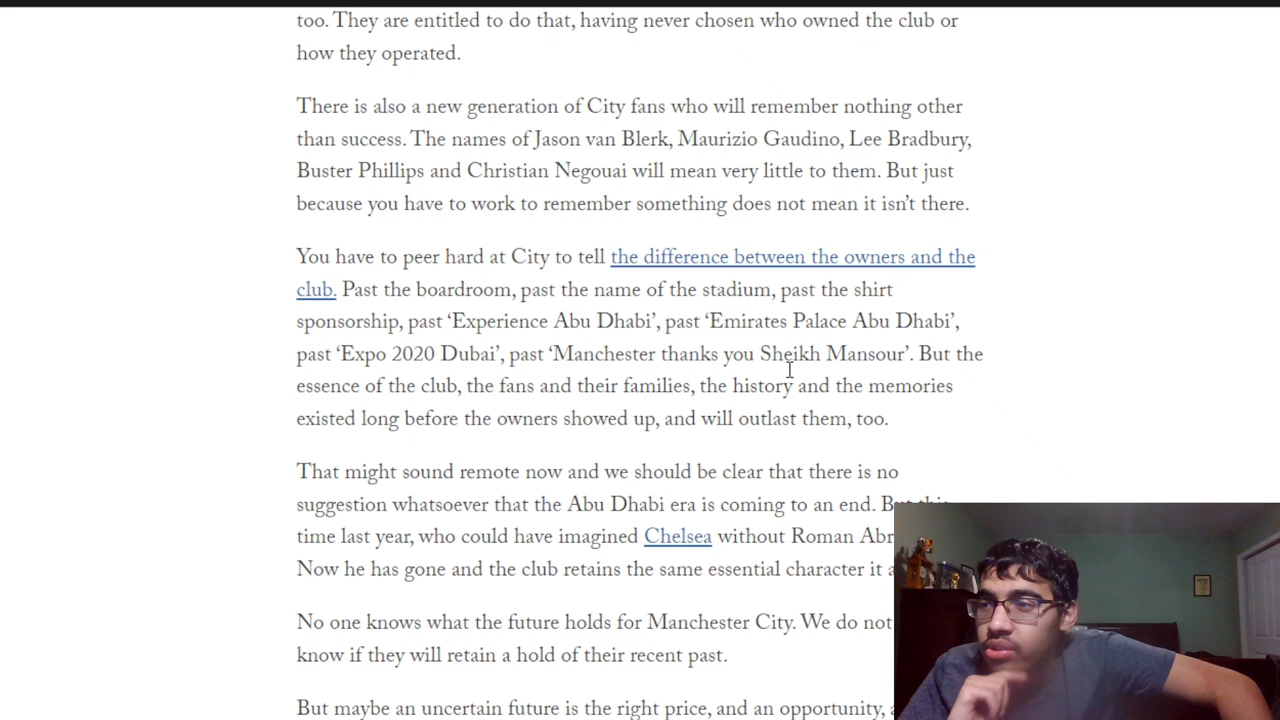 too. They are entitled to do that, having never chosen who owned the club or
how they operated.
There is also a new generation of City fans who will remember nothing other
than success. The names of Jason van Blerk, Maurizio Gaudino, Lee Bradbury,
Buster Phillips and Christian Negouai will mean very little to them. But just
because you have to work to remember something does not mean it isn’t there.
You have to peer hard at City to tell the difference between the owners and the
club. Past the boardroom, past the name of the stadium, past the shirt
sponsorship, past ‘Experience Abu Dhabi’, past ‘Emirates Palace Abu Dhabi’,
past ‘Expo 2020 Dubai’, past ‘Manchester thanks you Sheikh Mansour’. But the
essence of the club, the fans and their families, the history and the memories
existed long before the owners showed up, and will outlast them, too.
That might sound remote now and we should be clear that there is no
suggestion whatsoever that the Abu Dhabi era is coming to an end.
time last year, who could have imagined Chelsea without Roman
Now he has gone and the club retains the same essential character it
No one knows what the future holds for Manchester City. We do not
know if they will retain a hold of their recent past.
But maybe an uncertain future is the right price, and an opportunity,